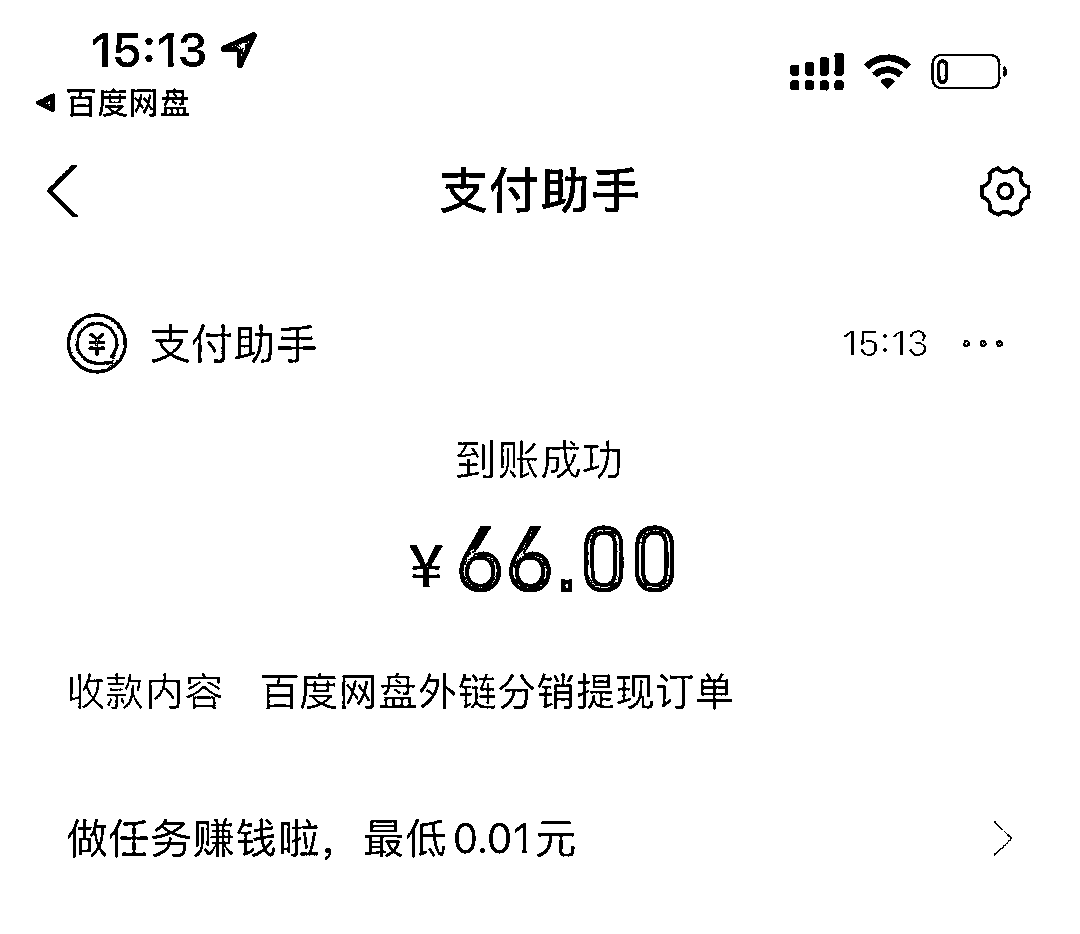 15:13
百度网盘
支付助手
支付助手 15:13
到账成功
¥66.00
收款内容 百度网盘外链分销提现订单
做任务赚钱啦，最低0.01元